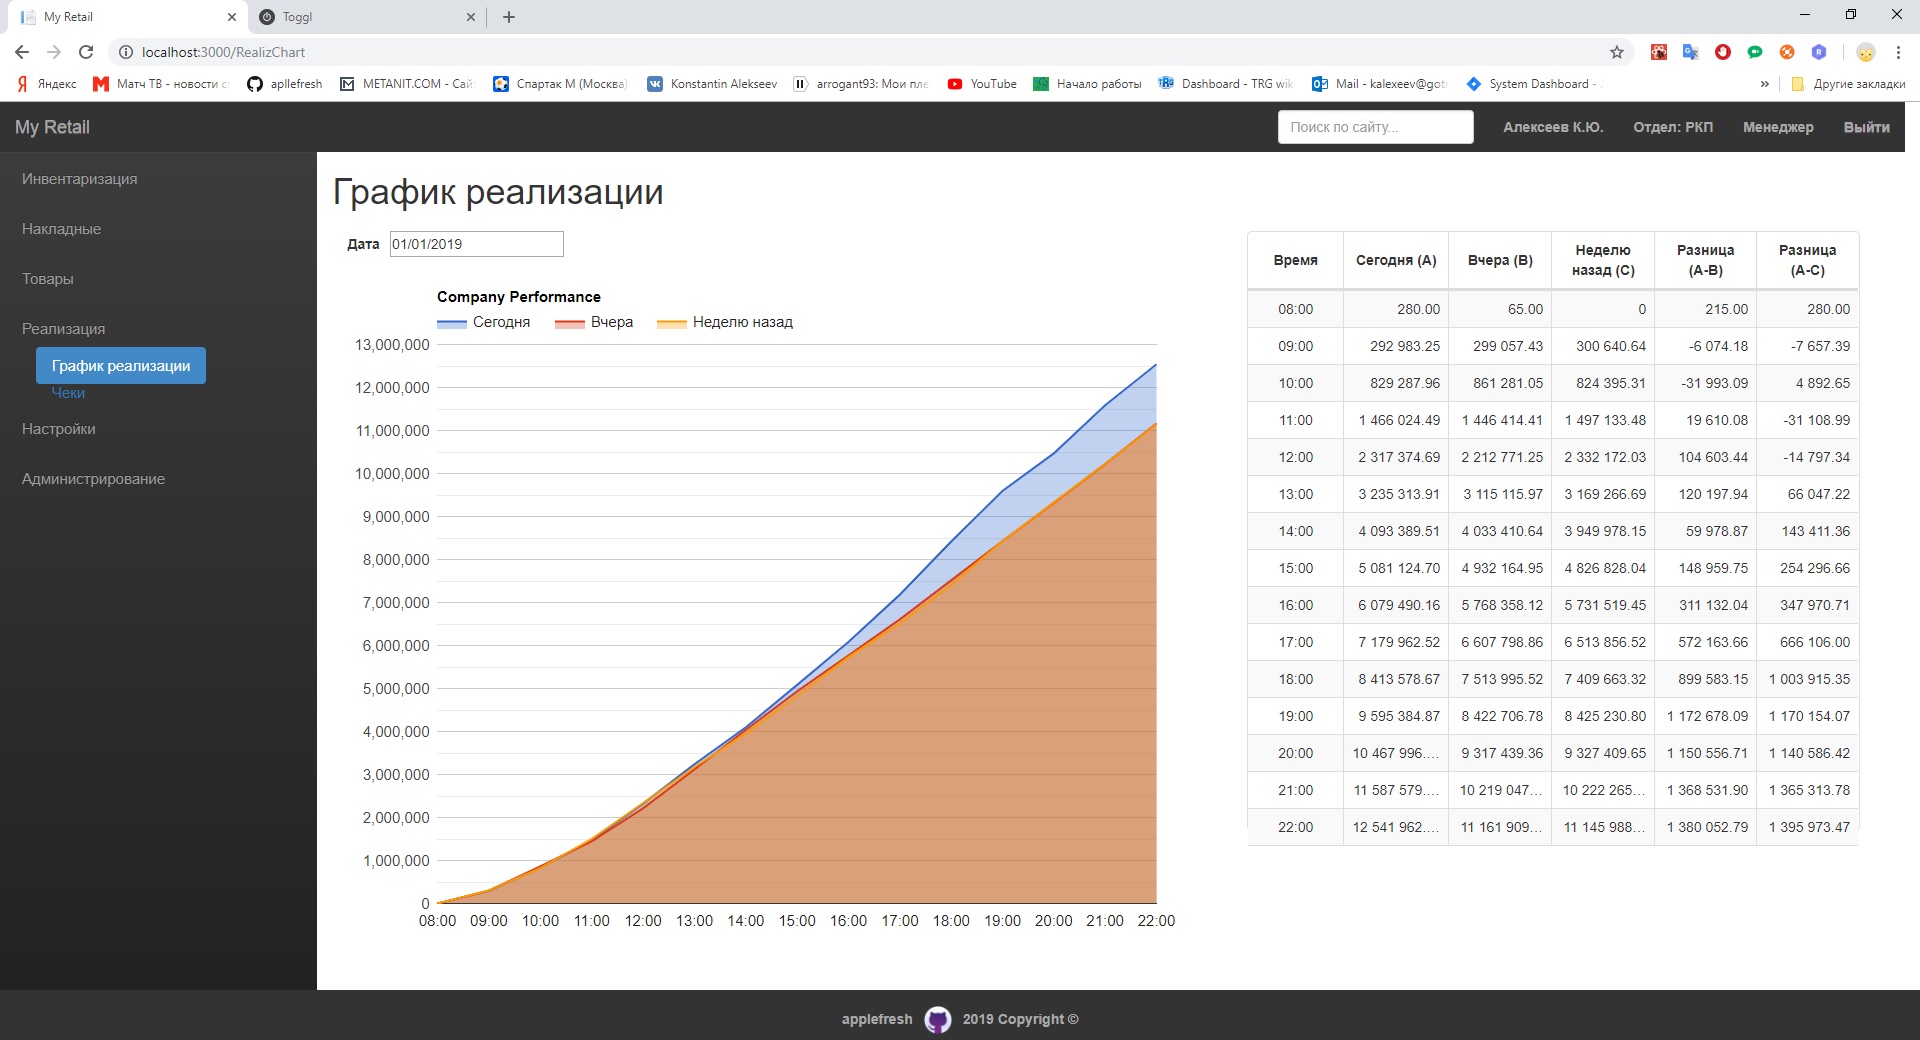 My Retail
Toggl
localhost:3000/RealizChart
Яндекс
Матч ТВ - новости
apllefresh
METANIT.COM - Сай
Спартак М (Москва)
Konstantin Alekseev
arrogant93: Мои пле
YouTube
Начало работы
Dashboard - TRG wik
Mail - kalexeev@got
System Dashboard -
»
Другие закладки
My Retail
Поиск по сайту...
Алексеев К.Ю.
Отдел: РКП
Менеджер
Выйти
Инвентаризация
Накладные
Товары
Реализация
График реализации
Чеки
Настройки
Администрирование
График реализации
Дата 01/01/2019
Company Performance
Сегодня Вчера Неделю назад
13,000,000
12,000,000
11,000,000
10,000,000
9,000,000
8,000,000
7,000,000
6,000,000
5,000,000
4,000,000
3,000,000
2,000,000
1,000,000
0
08:00 09:00 10:00 11:00 12:00 13:00 14:00 15:00 16:00 17:00 18:00 19:00 20:00 21:00 22:00
Время Сегодня (A) Вчера (B) Неделю назад (C) Разница (A-B) Разница (A-C)
08:00 280.00 65.00 0 215.00 280.00
09:00 292 983.25 299 057.43 300 640.64 -6 074.18 -7 657.39
10:00 829 287.96 861 281.05 824 395.31 -31 993.09 4 892.65
11:00 1 466 024.49 1 446 414.41 1 497 133.48 19 610.08 -31 108.99
12:00 2 317 374.69 2 212 771.25 2 332 172.03 104 603.44 -14 797.34
13:00 3 235 313.91 3 115 115.97 3 169 266.69 120 197.94 66 047.22
14:00 4 093 389.51 4 033 410.64 3 949 978.15 59 978.87 143 411.36
15:00 5 081 124.70 4 932 164.95 4 826 828.04 148 959.75 254 296.66
16:00 6 079 490.16 5 768 358.12 5 731 519.45 311 132.04 347 970.71
17:00 7 179 962.52 6 607 798.86 6 513 856.52 572 163.66 666 106.00
18:00 8 413 578.67 7 513 995.52 7 409 663.32 899 583.15 1 003 915.35
19:00 9 595 384.87 8 422 706.78 8 425 230.80 1 172 678.09 1 170 154.07
20:00 10 467 996.... 9 317 439.36 9 327 409.65 1 150 556.71 1 140 586.42
21:00 11 587 579.... 10 219 047... 10 222 265... 1 368 531.90 1 365 313.78
22:00 12 541 962.... 11 161 909... 11 145 988... 1 380 052.79 1 395 973.47
applefresh 2019 Copyright ©